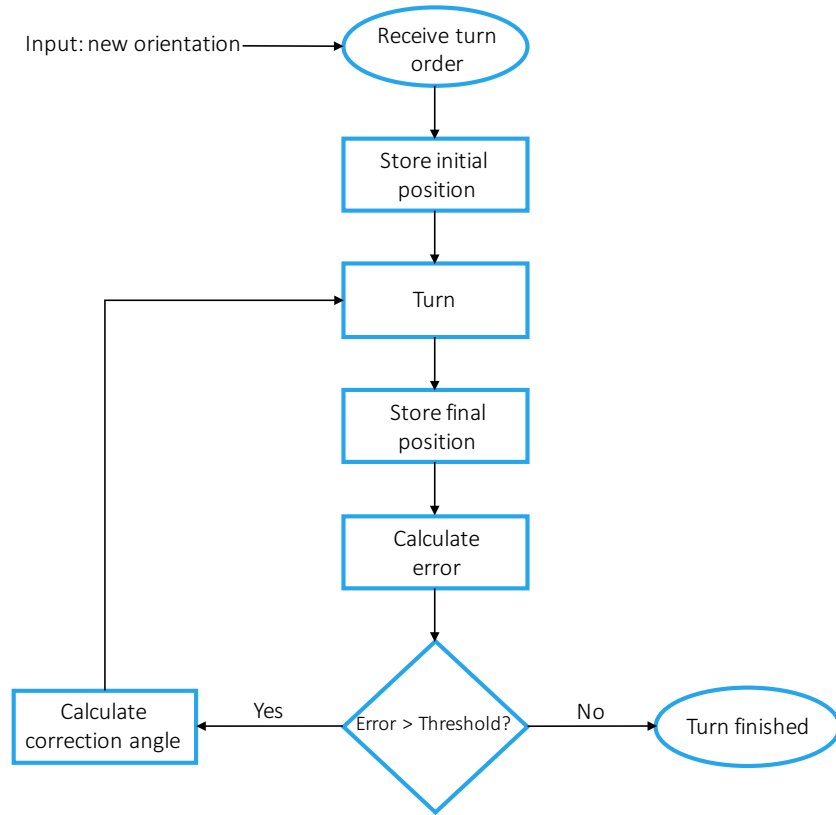 Input: new orientation
Receive turn
order
Store initial
position
Turn
Store final
position
Calculate
error
Error > Threshold?
Yes
No
Calculate
correction angle
Turn finished